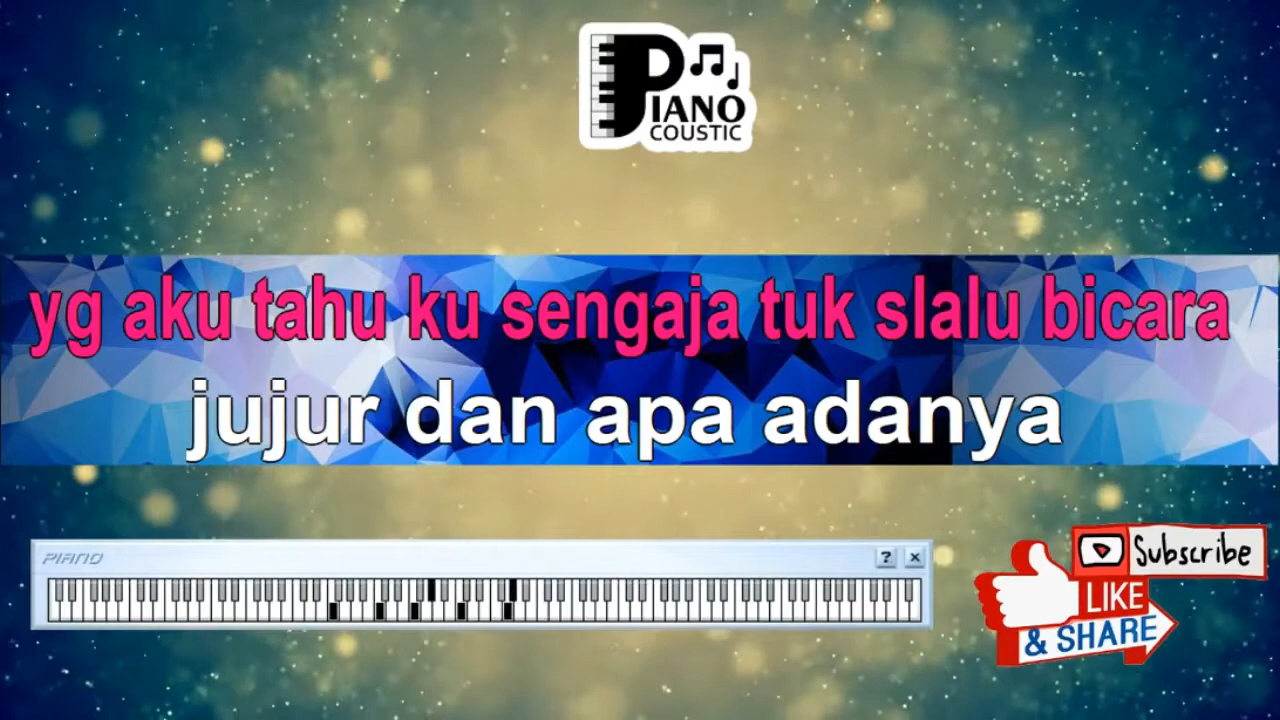 PIANO
COUSTIC
yg aku tahu ku sengaja tuk slalu bicara
jujur dan apa adanya
PIANO
? ×
Subscribe
LIKE
& SHARE